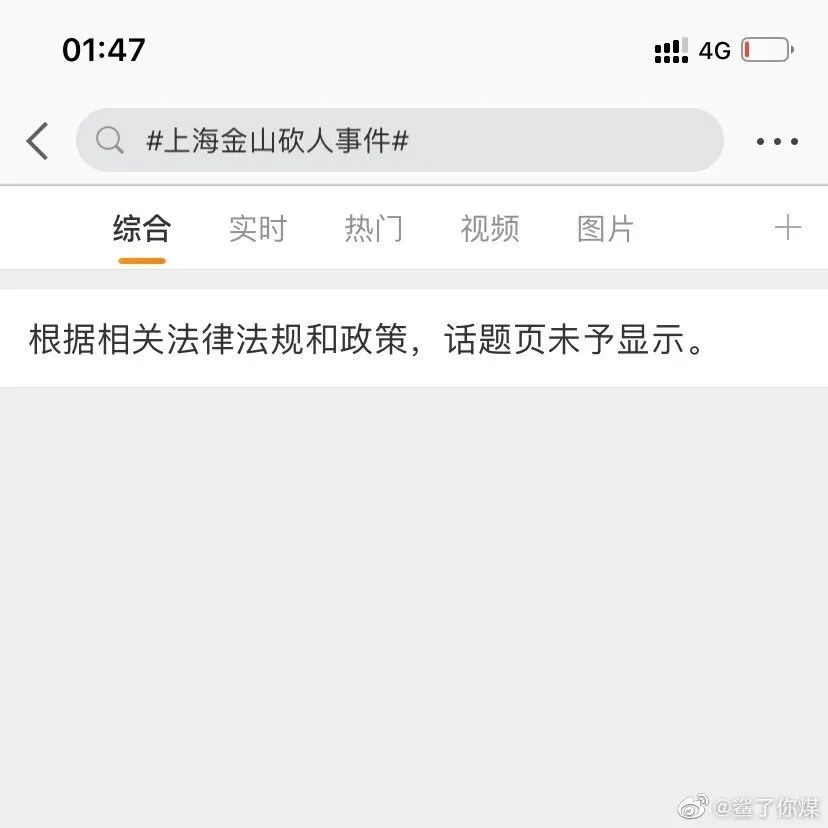 01:47 4G
#上海金山砍人事件#
综合 实时 热门 视频 图片
根据相关法律法规和政策，话题页未予显示。
@鲨了你煤